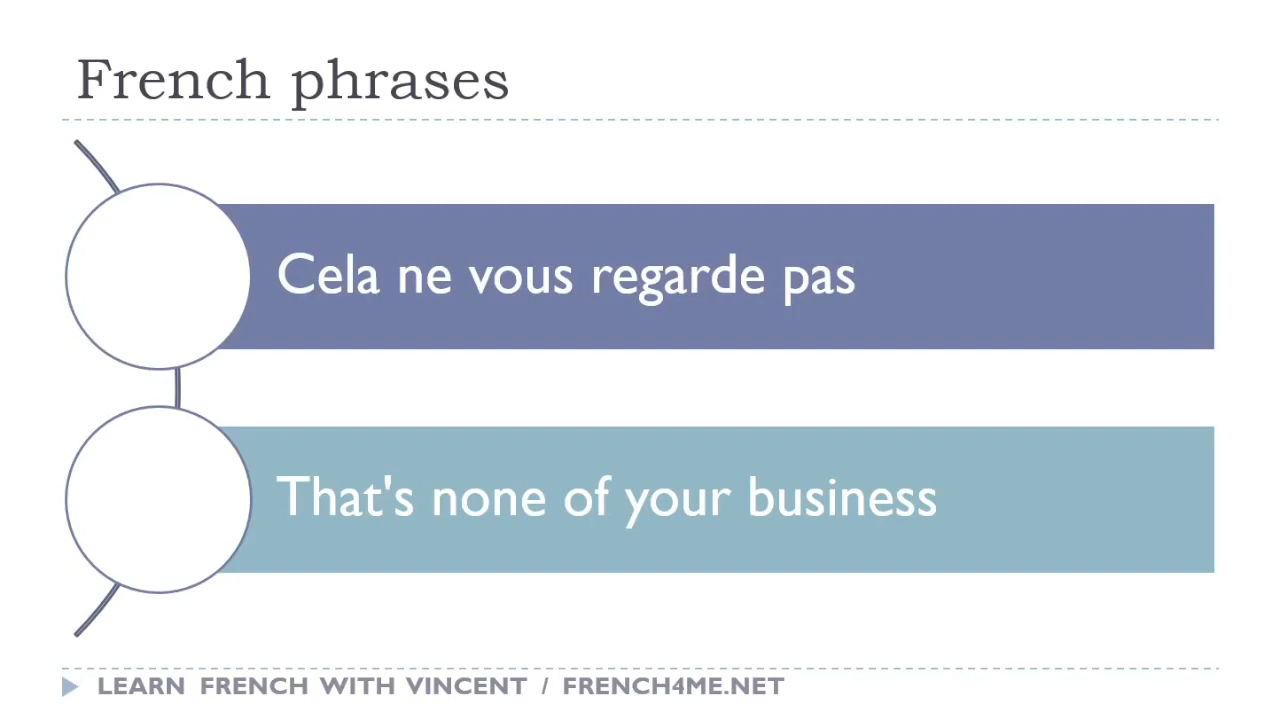 French phrases
Cela ne vous regarde pas
That's none of your business
LEARN FRENCH WITH VINCENT / FRENCH4ME.NET